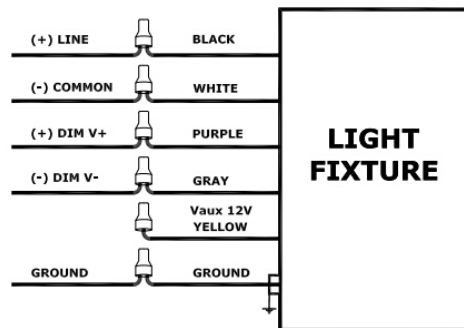 (+) LINE BLACK
(-) COMMON WHITE
(+) DIM V+ PURPLE
(-) DIM V- GRAY
Vaux 12V
YELLOW
GROUND GROUND
LIGHT
FIXTURE